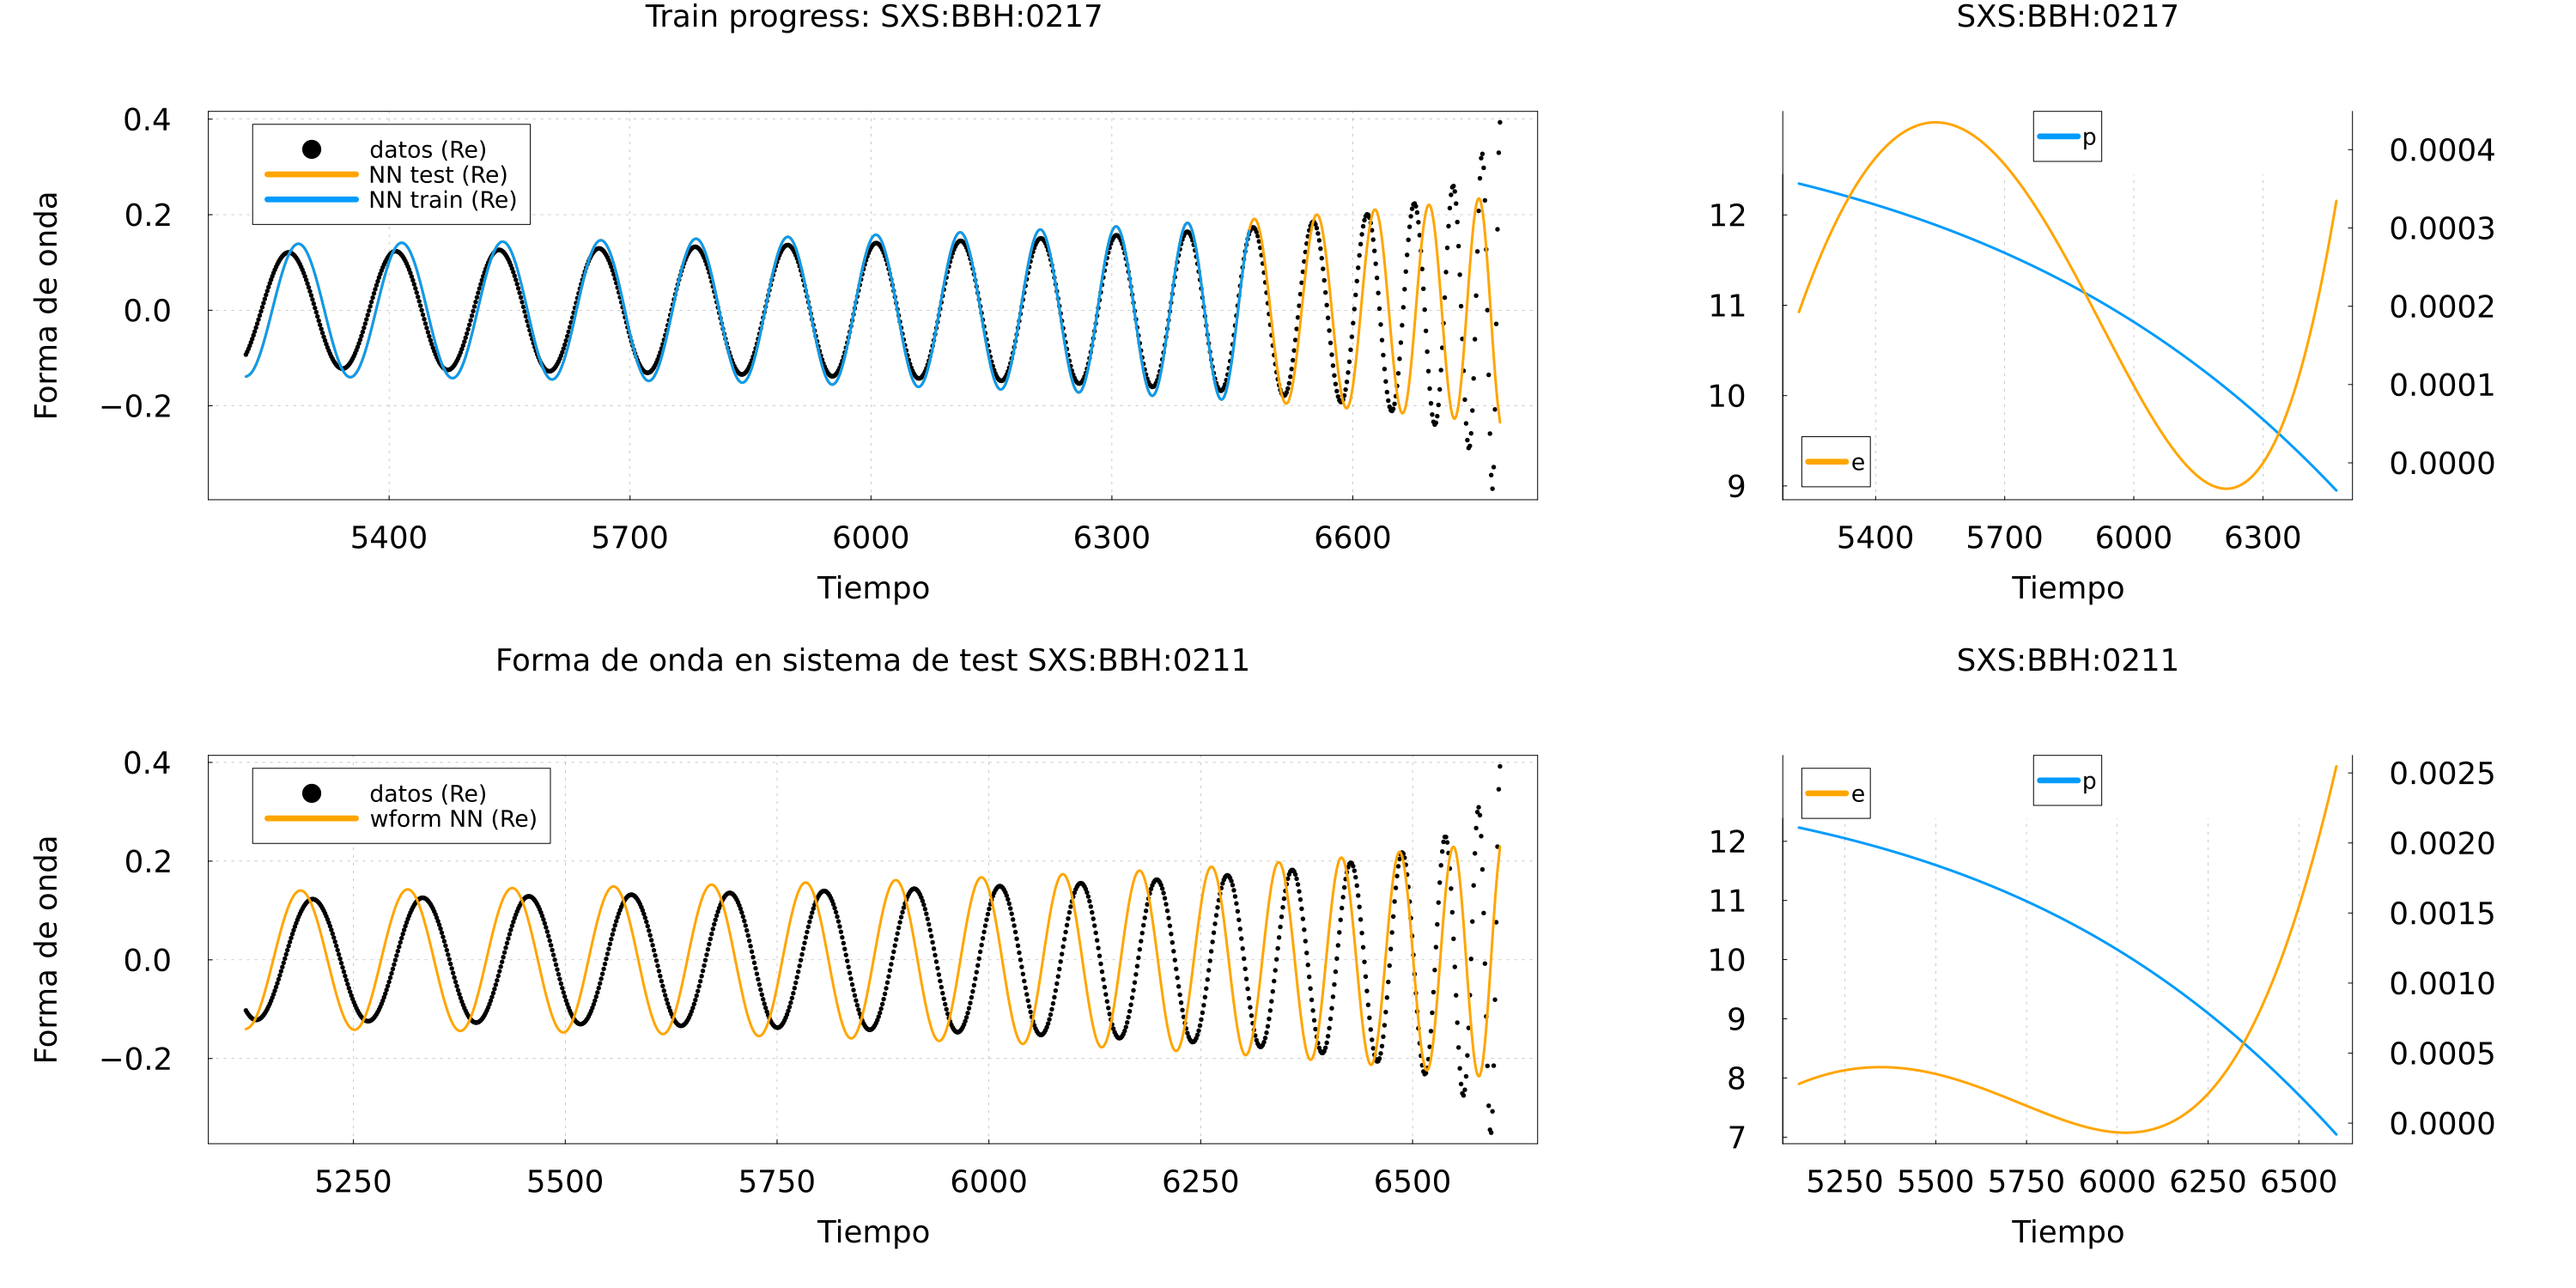 Train progress: SXS:BBH:0217
0.4
0.2
0.0
−0.2
Forma de onda
datos (Re)
NN test (Re)
NN train (Re)
5400 5700 6000 6300 6600
Tiempo
SXS:BBH:0217
12
11
10
9
p
e
0.0004
0.0003
0.0002
0.0001
0.0000
5400 5700 6000 6300
Tiempo
Forma de onda en sistema de test SXS:BBH:0211
0.4
0.2
0.0
−0.2
Forma de onda
datos (Re)
wform NN (Re)
5250 5500 5750 6000 6250 6500
Tiempo
SXS:BBH:0211
12
11
10
9
8
7
e
p
0.0025
0.0020
0.0015
0.0010
0.0005
0.0000
5250 5500 5750 6000 6250 6500
Tiempo